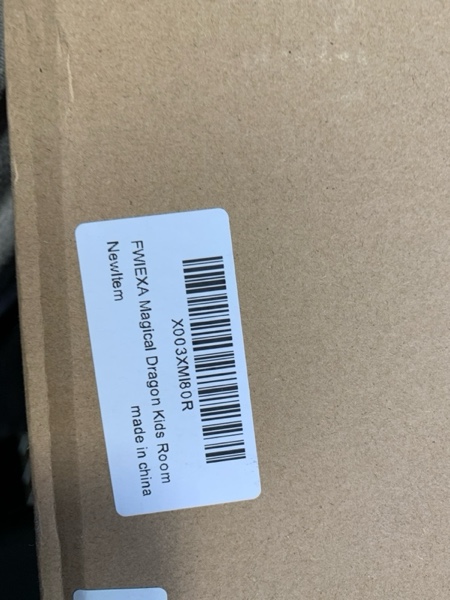 X003XMI80R
FWIEXA Magical Dragon Kids Room
NewItem
made in china